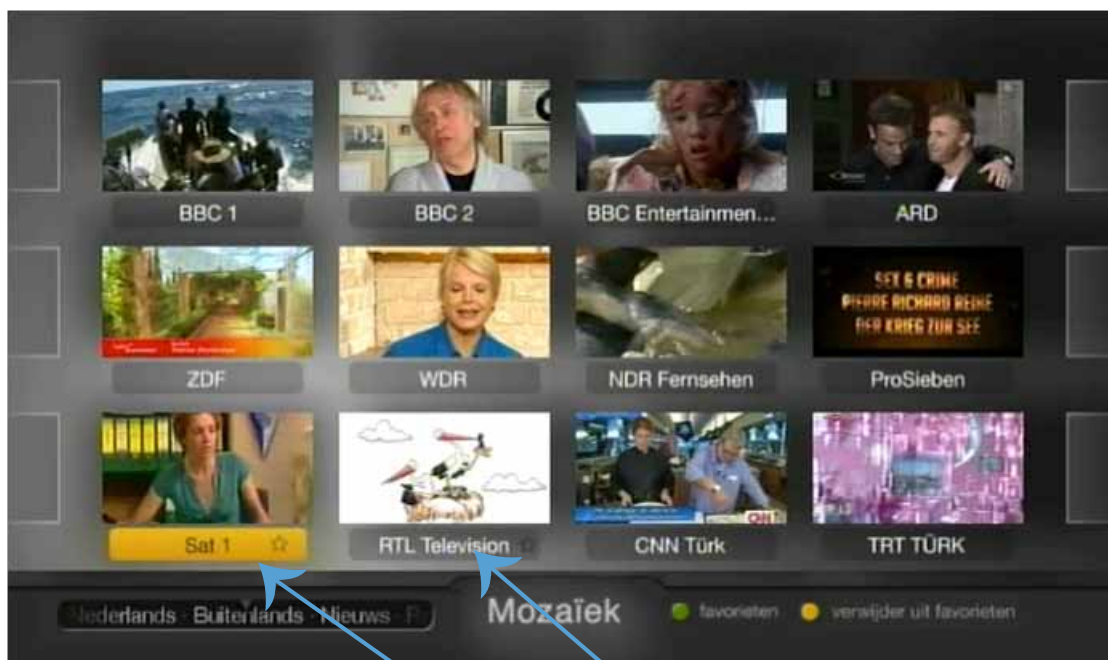 BBC 1
BBC 2
BBC Entertainmen...
ARD
SEX & CRIME
PIERRE RICHARD REIHE
DER KRIEG ZUR SEE
ZDF
WDR
NDR Fernsehen
ProSieben
CNN
Sat 1
RTL Television
CNN Türk
TRT TÜRK
Nederlands · Buitenlands · Nieuws ·
Mozaïek
favorieten
verwijder uit favorieten